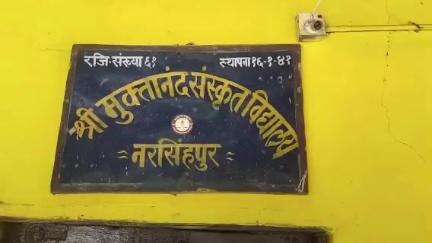 रजि.संख्या ६१ स्थापना १६-१-४१
श्री मुक्तानंद संस्कृत विद्यालय
नरसिंहपुर